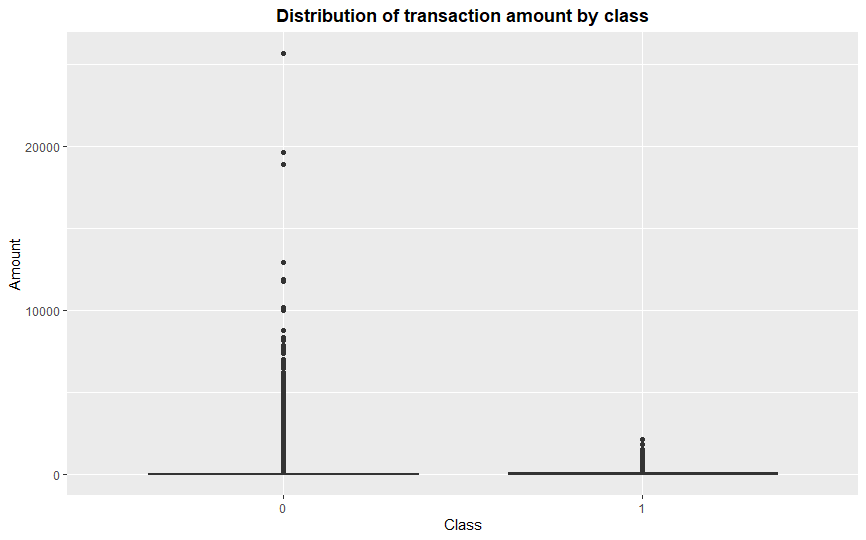 Distribution of transaction amount by class
Amount
20000
10000
0
0
1
Class